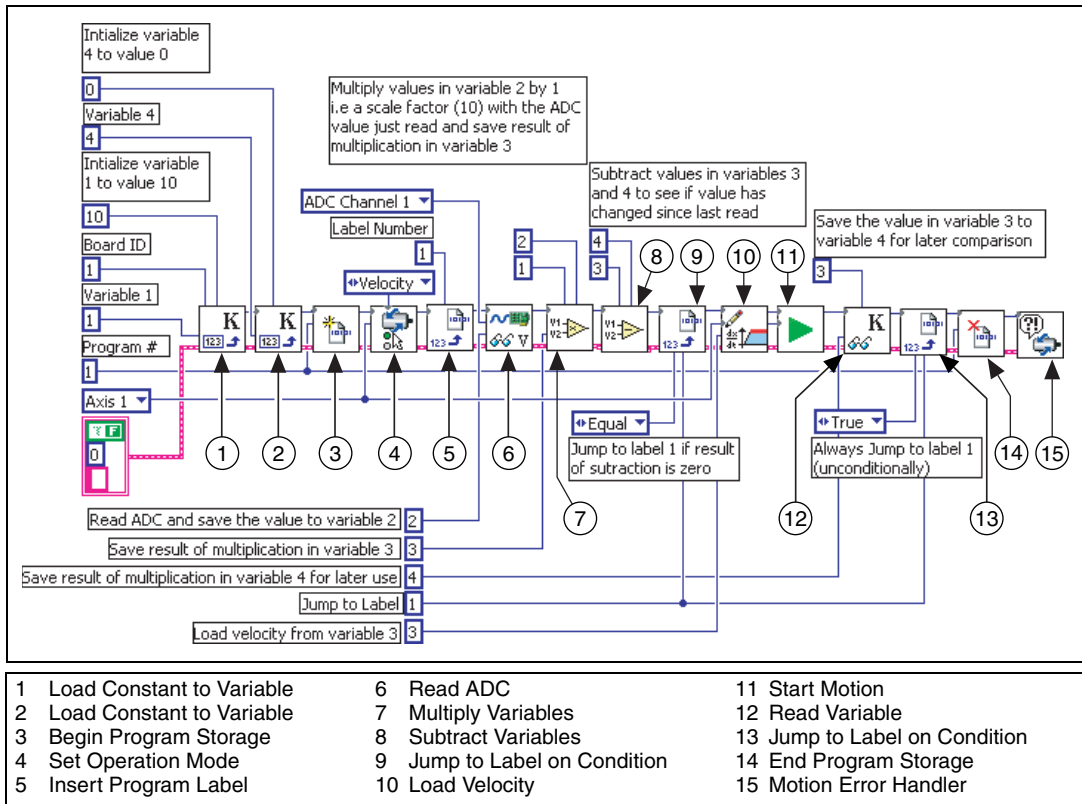 Intialize variable
4 to value 0
0
Variable 4
4
Intialize variable
1 to value 10
10
Board ID
1
Variable 1
1
Program #
1
Axis 1
F
0
Multiply values in variable 2 by 1
i.e a scale factor (10) with the ADC
value just read and save result of
multiplication in variable 3
ADC Channel 1
Label Number
1
Velocity
2
1
Subtract values in variables 3
and 4 to see if value has
changed since last read
4
3
Save the value in variable 3 to
variable 4 for later comparison
3
8
9
10
11
K
123
K
123
123
V
V1
V2
V1
V2
123
dx
dt
K
123
?!
1
2
3
4
5
6
7
12
13
14
15
Equal
Jump to label 1 if result
of sutraction is zero
True
Always Jump to label 1
(unconditionally)
Read ADC and save the value to variable 2 2
Save result of multiplication in variable 3 3
Save result of multiplication in variable 4 for later use 4
Jump to Label 1
Load velocity from variable 3 3
1 Load Constant to Variable
2 Load Constant to Variable
3 Begin Program Storage
4 Set Operation Mode
5 Insert Program Label
6 Read ADC
7 Multiply Variables
8 Subtract Variables
9 Jump to Label on Condition
10 Load Velocity
11 Start Motion
12 Read Variable
13 Jump to Label on Condition
14 End Program Storage
15 Motion Error Handler